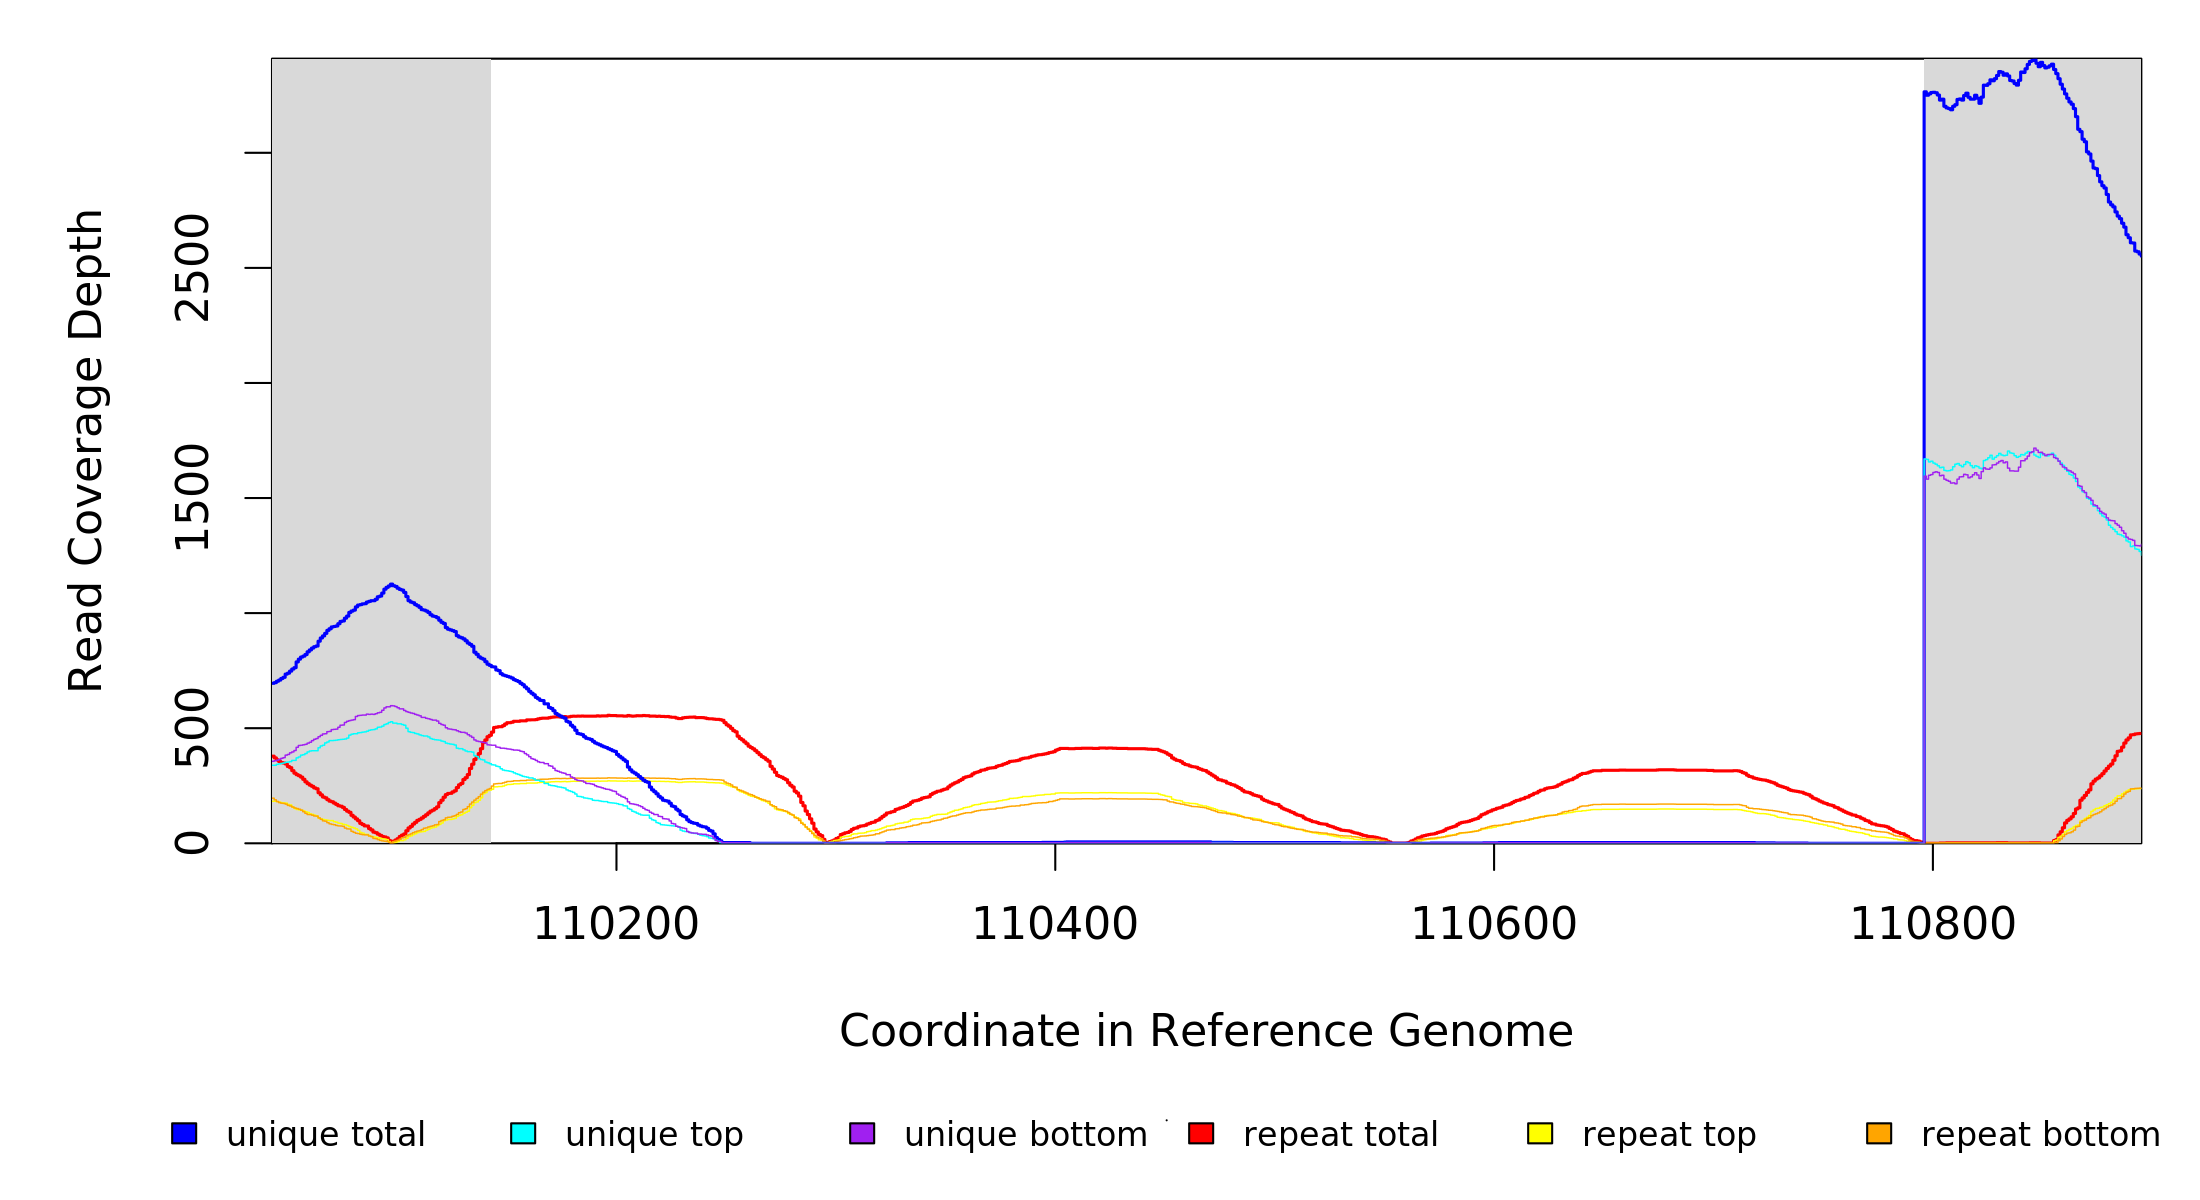 Read Coverage Depth
2500
1500
500
0
110200 110400 110600 110800
Coordinate in Reference Genome
unique total unique top unique bottom repeat total repeat top repeat bottom